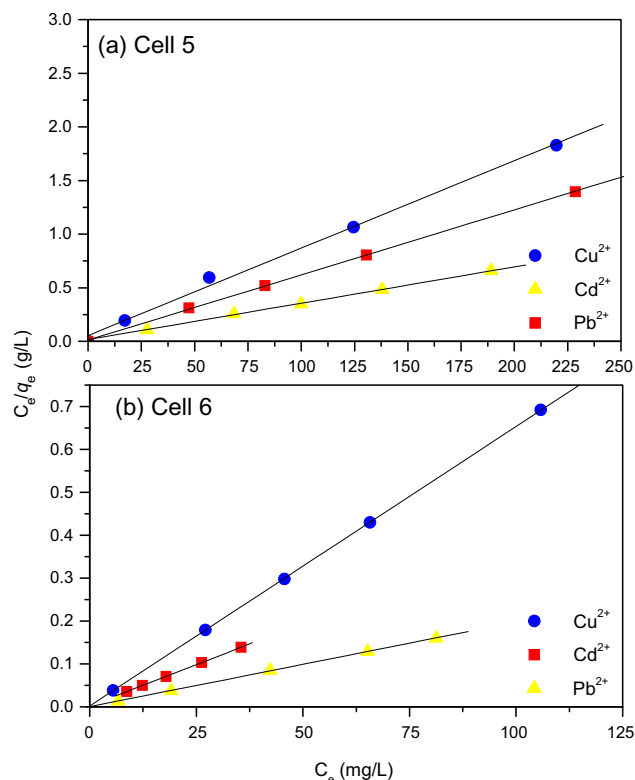 3.0
(a) Cell 5
2.5
2.0
1.5
1.0
Cu²⁺
0.5
Cd²⁺
Pb²⁺
0.0
0 25 50 75 100 125 150 175 200 225 250
Cₑ/qₑ (g/L)
0.7
(b) Cell 6
0.6
0.5
0.4
0.3
0.2
Cu²⁺
0.1
Cd²⁺
Pb²⁺
0.0
0 25 50 75 100 125
Cₑ (mg/L)